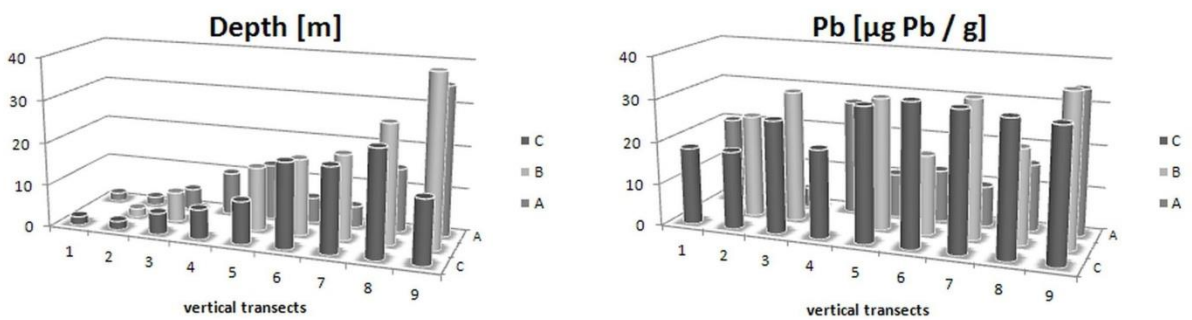 Depth [m]
40
30
20
10
0
1 2 3 4 5 6 7 8 9
A
C
vertical transects
C
B
A
Pb [µg Pb / g]
40
30
20
10
0
1 2 3 4 5 6 7 8 9
A
C
vertical transects
C
B
A